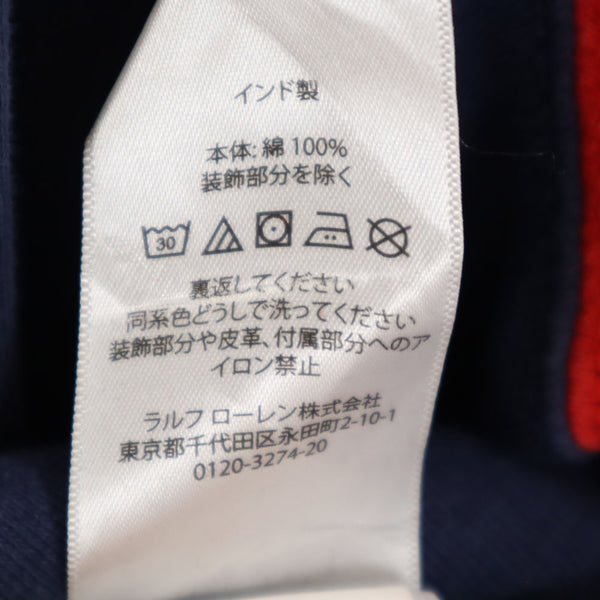 インド製
本体: 綿 100%
装飾部分を除く
30
裏返してください
同系色どうしで洗ってください
装飾部分や皮革、付属部分へのア
イロン禁止
ラルフ ローレン株式会社
東京都千代田区永田町2-10-1
0120-3274-20